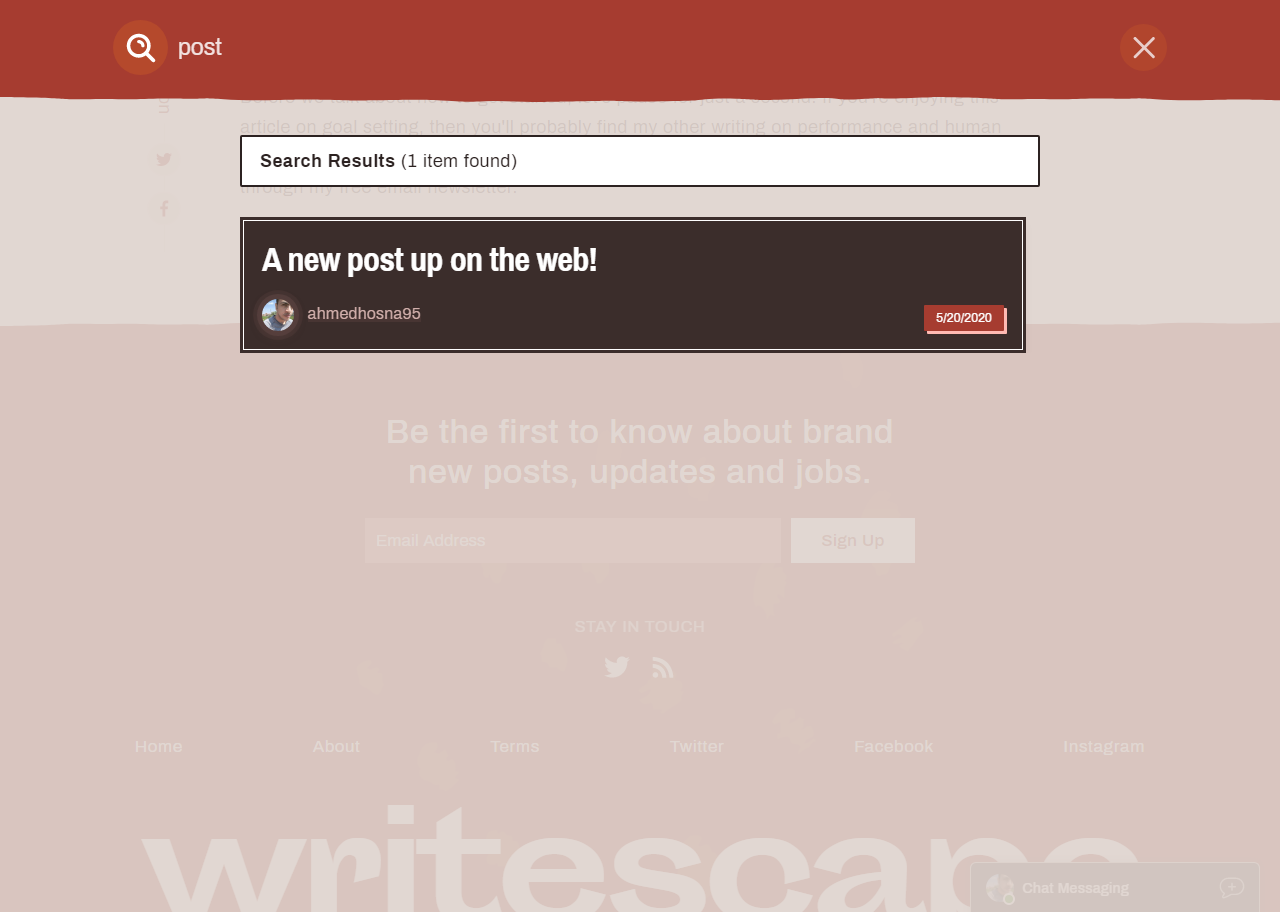 post
article on goal setting, then you'll probably find my other writing on performance and human
Search Results (1 item found)
through my free email newsletter.
A new post up on the web!
ahmedhosna95
5/20/2020
Be the first to know about brand
new posts, updates and jobs.
Email Address
Sign Up
STAY IN TOUCH
Home
About
Terms
Twitter
Facebook
Instagram
writescape
Chat Messaging